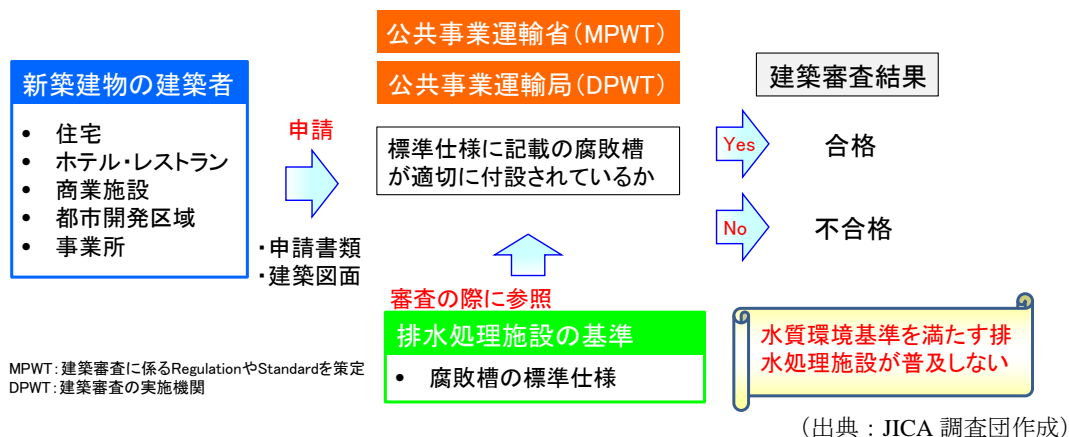 公共事業運輸省(MPWT)
公共事業運輸局(DPWT)
新築建物の建築者
• 住宅
• ホテル・レストラン
• 商業施設
• 都市開発区域
• 事業所
申請
・申請書類
・建築図面
標準仕様に記載の腐敗槽
が適切に付設されているか
建築審査結果
Yes
合格
No
不合格
審査の際に参照
排水処理施設の基準
• 腐敗槽の標準仕様
水質環境基準を満たす排
水処理施設が普及しない
MPWT:建築審査に係るRegulationやStandardを策定
DPWT:建築審査の実施機関
(出典:JICA 調査団作成)